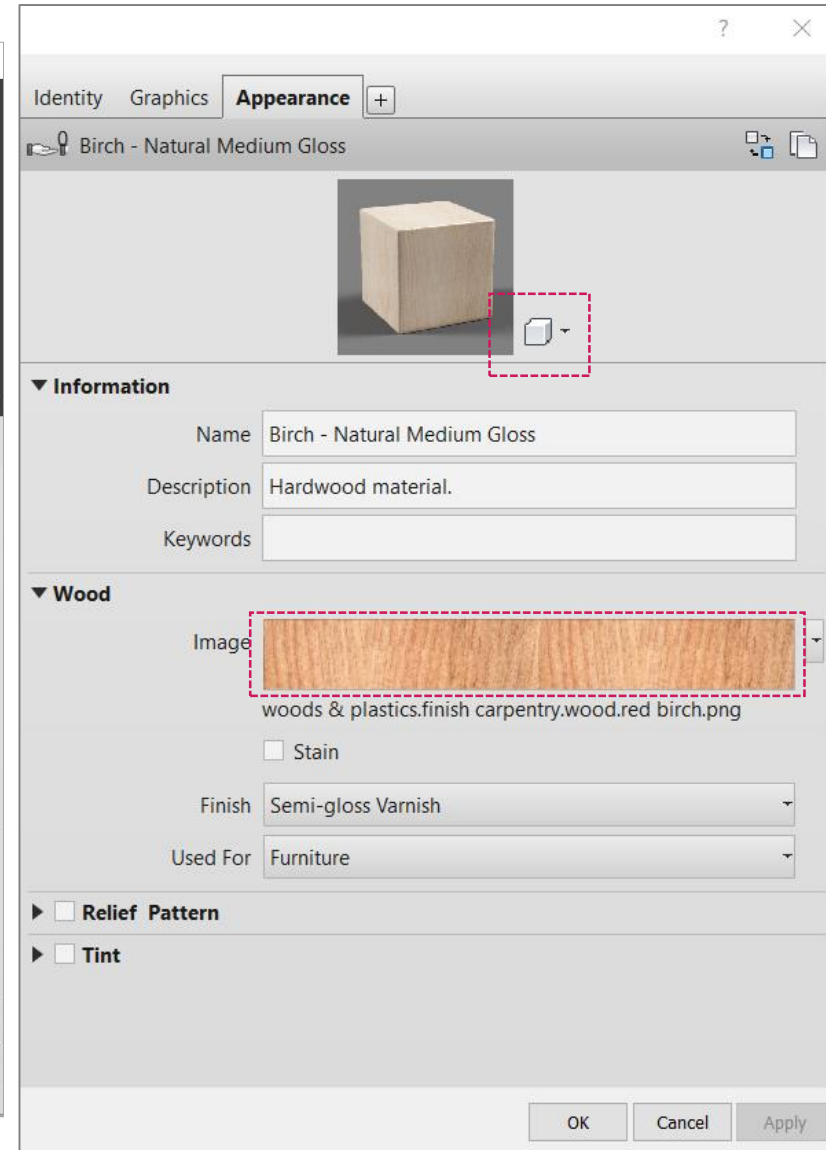 ?
Identity Graphics Appearance +
Birch - Natural Medium Gloss
Information
Name Birch - Natural Medium Gloss
Description Hardwood material.
Keywords
Wood
Image
woods & plastics.finish carpentry.wood.red birch.png
Stain
Finish Semi-gloss Varnish
Used For Furniture
Relief Pattern
Tint
OK Cancel Apply